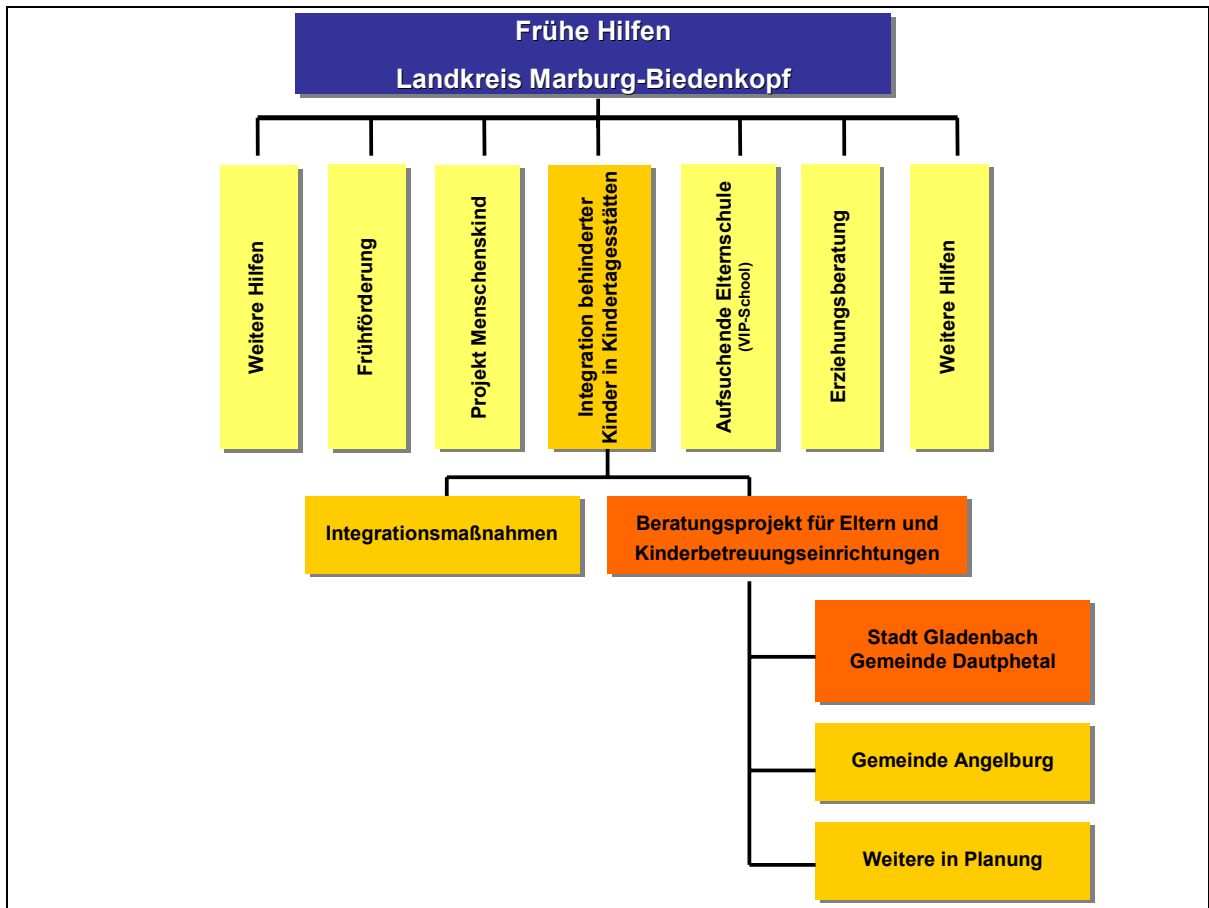 Frühe Hilfen
Landkreis Marburg-Biedenkopf
Weitere Hilfen
Frühförderung
Projekt Menschenskind
Integration behinderter
Kinder in Kindertagesstätten
Aufsuchende Elternschule
(VIP-School)
Erziehungsberatung
Weitere Hilfen
Integrationsmaßnahmen
Beratungsprojekt für Eltern und
Kinderbetreuungseinrichtungen
Stadt Gladenbach
Gemeinde Dautphetal
Gemeinde Angelburg
Weitere in Planung